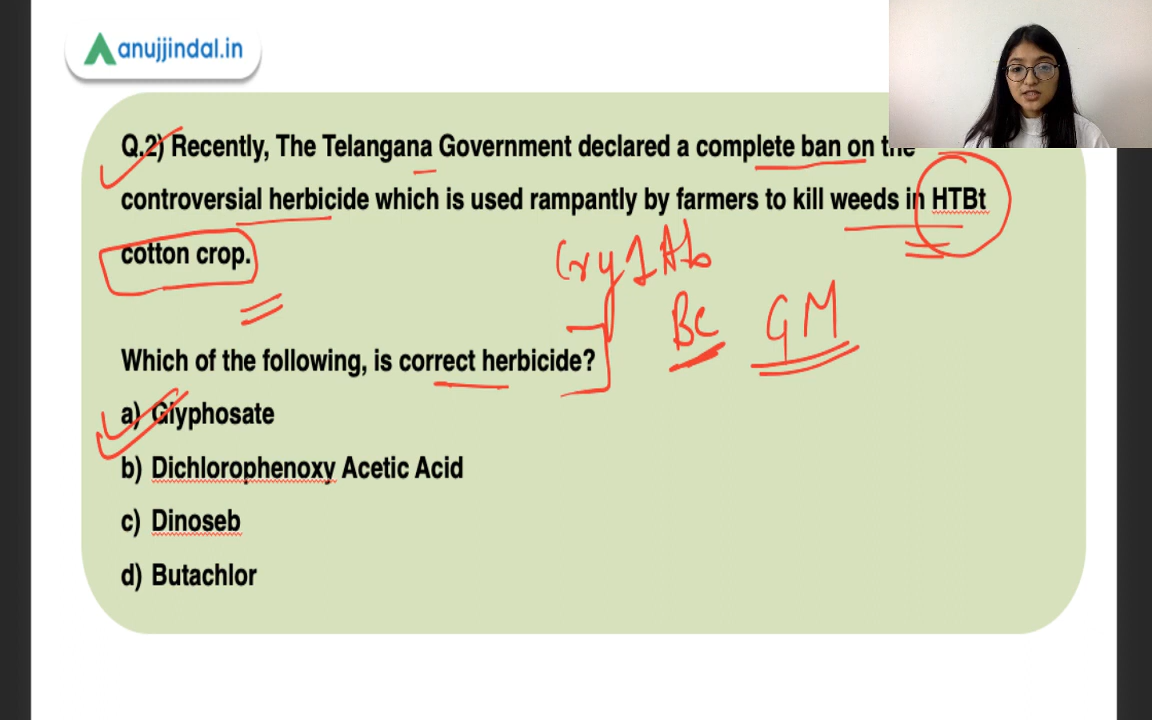 anujjindal.in
Q.2) Recently, The Telangana Government declared a complete ban on the
controversial herbicide which is used rampantly by farmers to kill weeds in HTBt
cotton crop.
Cry1Ab
BC GM
Which of the following, is correct herbicide?
a) Glyphosate
b) Dichlorophenoxy Acetic Acid
c) Dinoseb
d) Butachlor